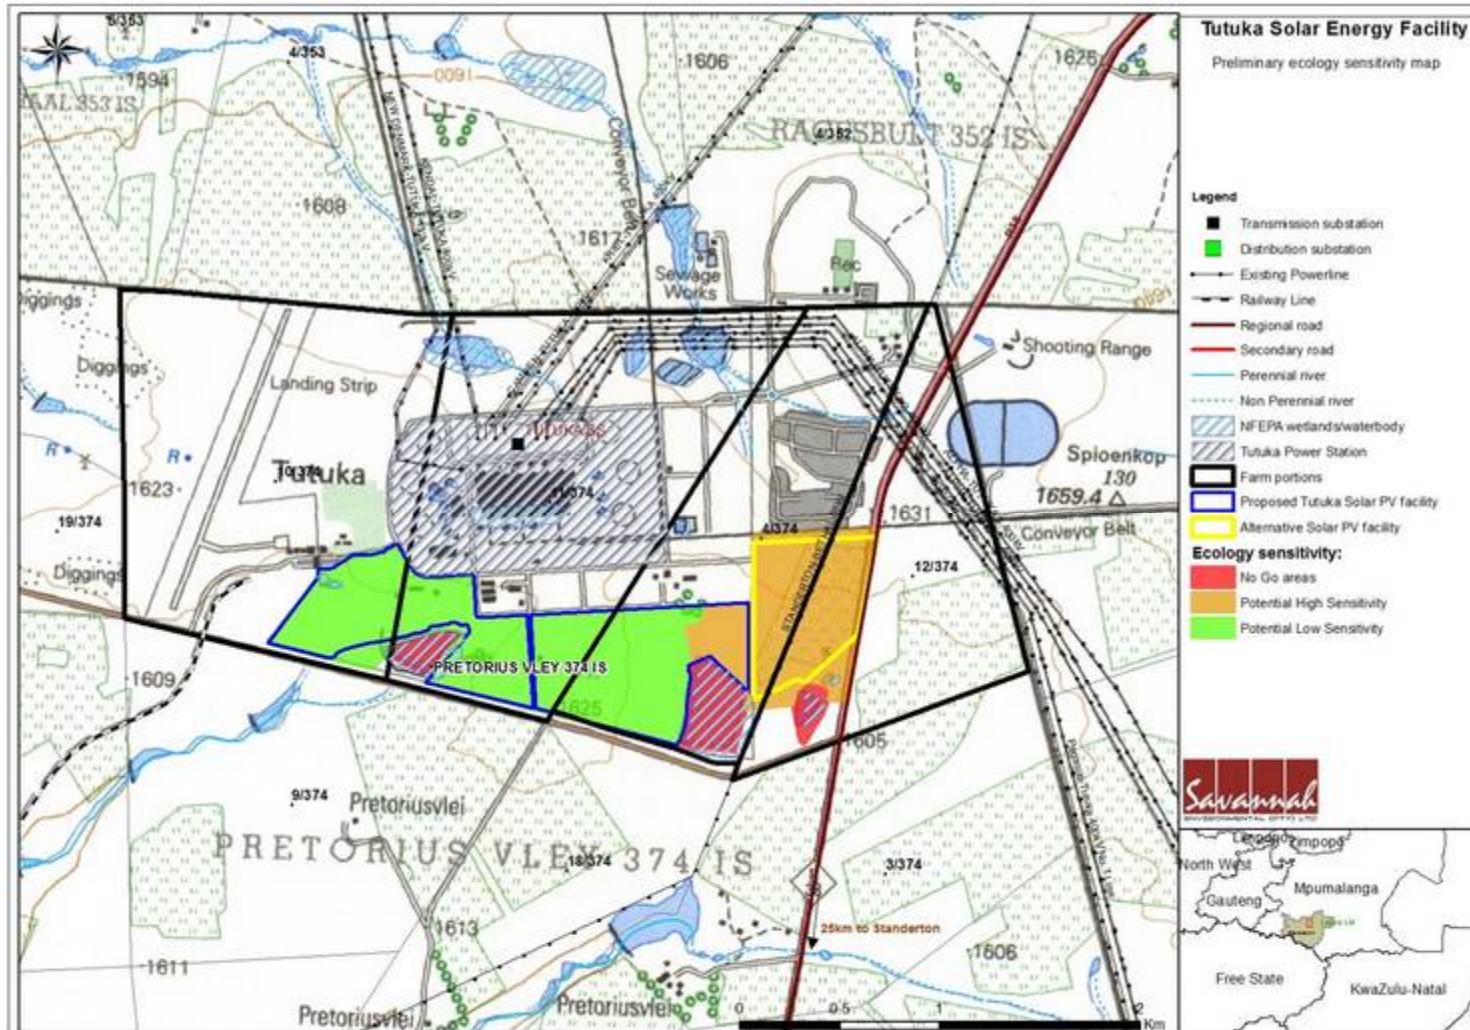 Tutuka Solar Energy Facility
Preliminary ecology sensitivity map
Legend
Transmission substation
Distribution substation
Existing Powerline
Railway Line
Regional road
Secondary road
Perennial river
Non Perennial river
NFEPA wetlands/waterbody
Tutuka Power Station
Farm portions
Proposed Tutuka Solar PV facility
Alternative Solar PV facility
Ecology sensitivity:
No Go areas
Potential High Sensitivity
Potential Low Sensitivity
Savannah
North West
Limpopo
Gauteng
Mpumalanga
Free State
KwaZulu-Natal
4/353
1594
1606
1625
353 IS
4/352
352 IS
1608
1617
Conveyor Belt
Sewage
Works
Rec
Diggings
Diggings
Landing Strip
Shooting Range
Tutuka
R
R
1623
11/374
Spioenkop
130
1659.4
19/374
4/374
1631
Conveyor Belt
Diggings
12/374
1609
PRETORIUS VLEY 374 IS
1625
1605
9/374
Pretoriusvlei
PRETORIUS VLEY 374 IS
18/374
3/374
25km to Standerton
1613
1606
1611
Pretoriusvlei
Pretoriusvlei
0
0.5
1
2
Km